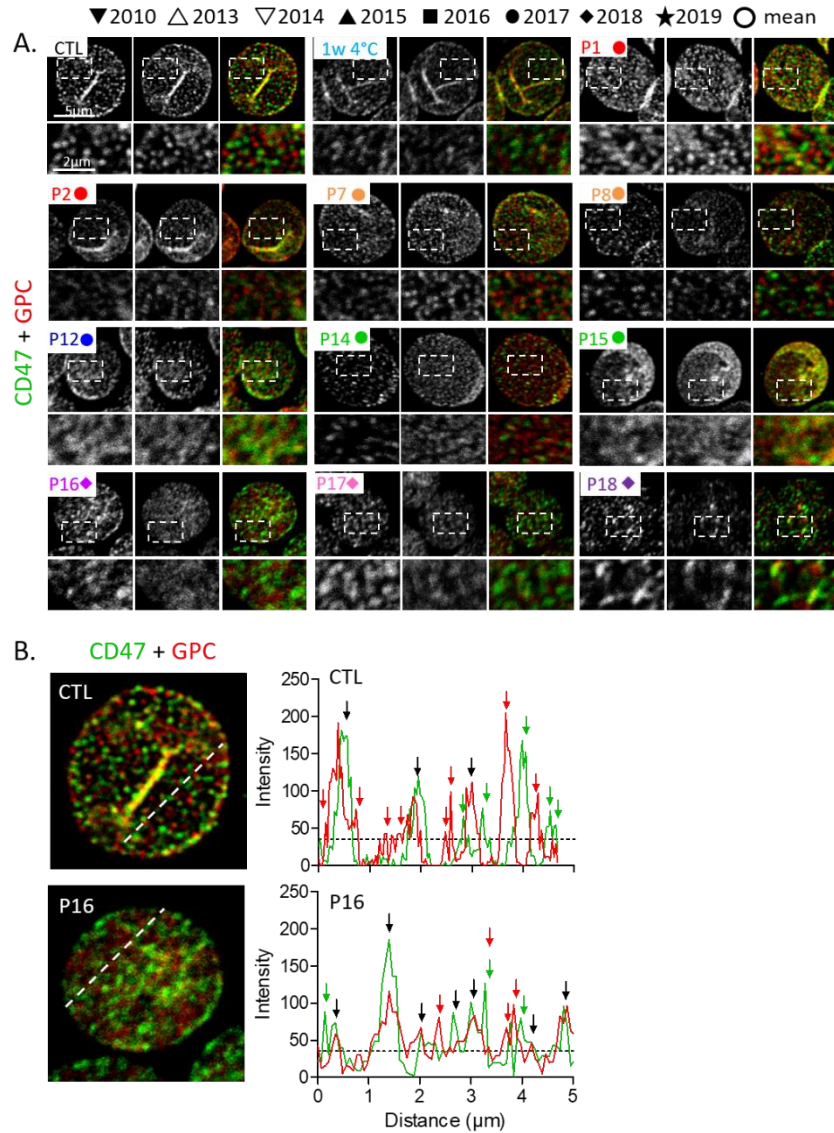 2010 2013 2014 2015 2016 2017 2018 2019 mean
A.
CTL 1w 4°C P1
5µm
2µm
P2 P7 P8
CD47 + GPC
P12 P14 P15
P16 P17 P18
B. CD47 + GPC
CTL
CTL
250
200
150
100
50
0
Intensity
P16
P16
250
200
150
100
50
0
Intensity
0 1 2 3 4 5
Distance (µm)